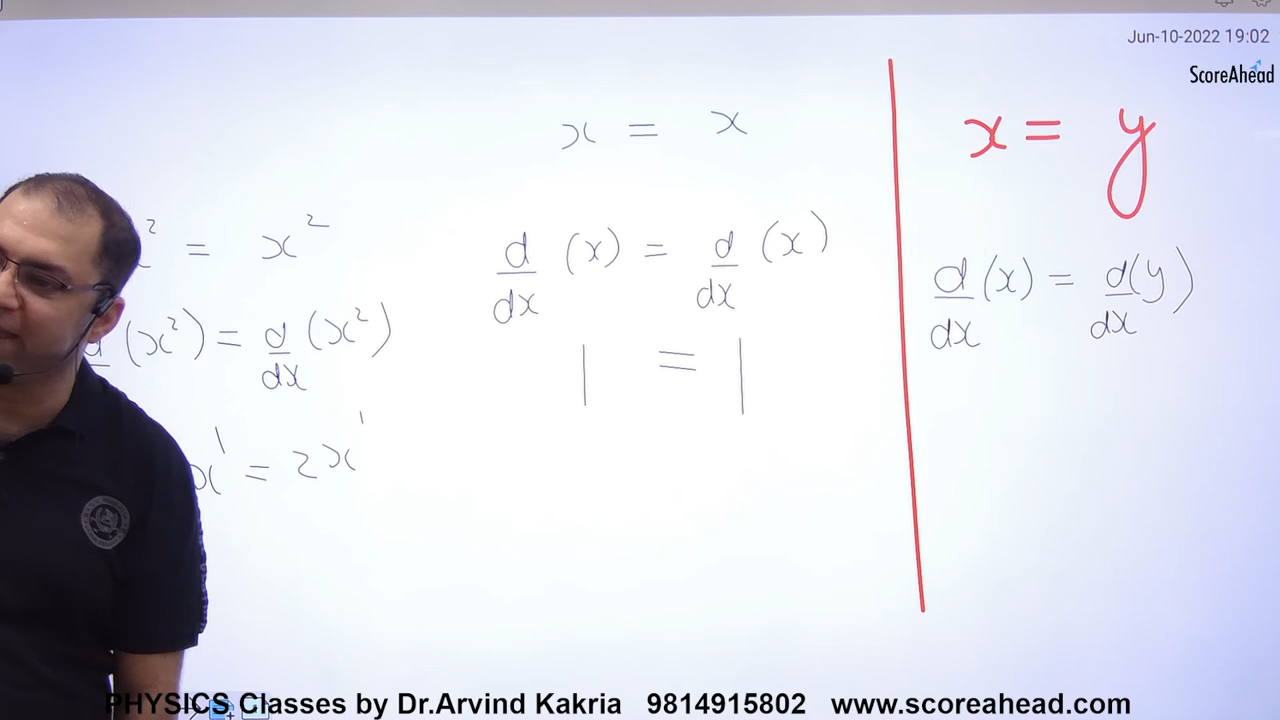 Jun-10-2022 19:02
ScoreAhead
² = x²
d (x²) = d/dx (x²)
x¹ = 2x¹
x = x
d/dx (x) = d/dx (x)
1 = 1
x = y
d/dx (x) = d/dx (y)
PHYSICS Classes by Dr.Arvind Kakria 9814915802 www.scoreahead.com